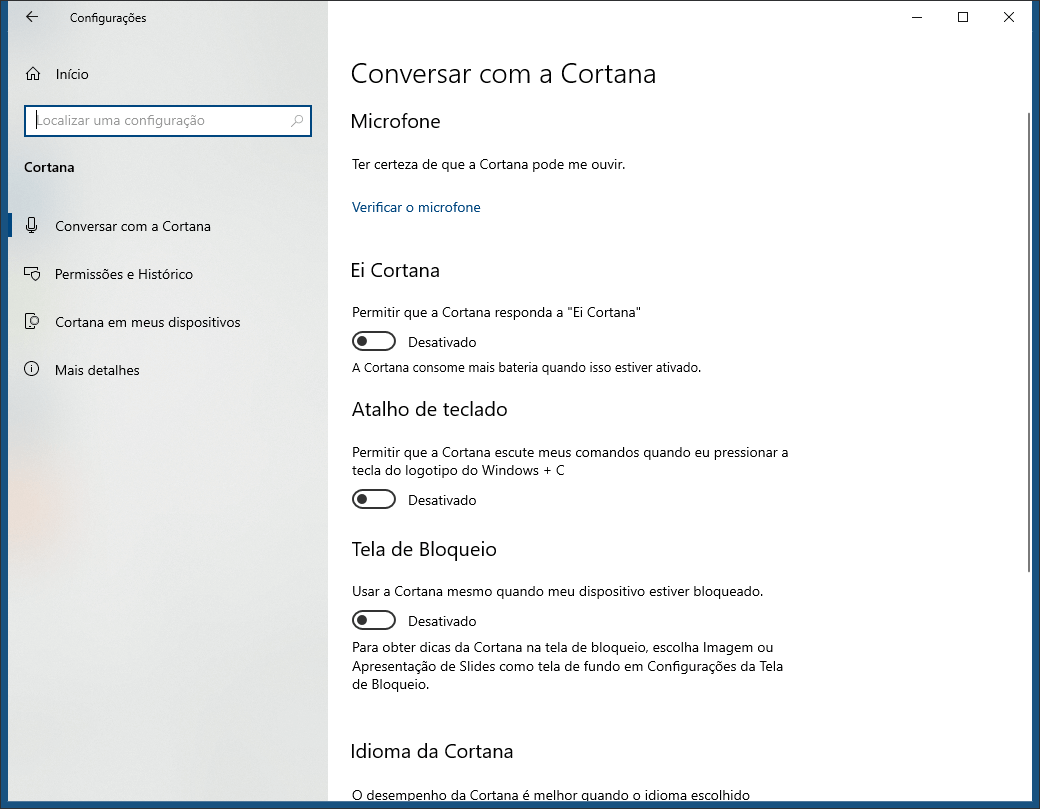 Configurações
Início
Localizar uma configuração
Cortana
Conversar com a Cortana
Permissões e Histórico
Cortana em meus dispositivos
Mais detalhes
Conversar com a Cortana
Microfone
Ter certeza de que a Cortana pode me ouvir.
Verificar o microfone
Ei Cortana
Permitir que a Cortana responda a "Ei Cortana"
Desativado
A Cortana consome mais bateria quando isso estiver ativado.
Atalho de teclado
Permitir que a Cortana escute meus comandos quando eu pressionar a
tecla do logotipo do Windows + C
Desativado
Tela de Bloqueio
Usar a Cortana mesmo quando meu dispositivo estiver bloqueado.
Desativado
Para obter dicas da Cortana na tela de bloqueio, escolha Imagem ou
Apresentação de Slides como tela de fundo em Configurações da Tela
de Bloqueio.
Idioma da Cortana
O desempenho da Cortana é melhor quando o idioma escolhido